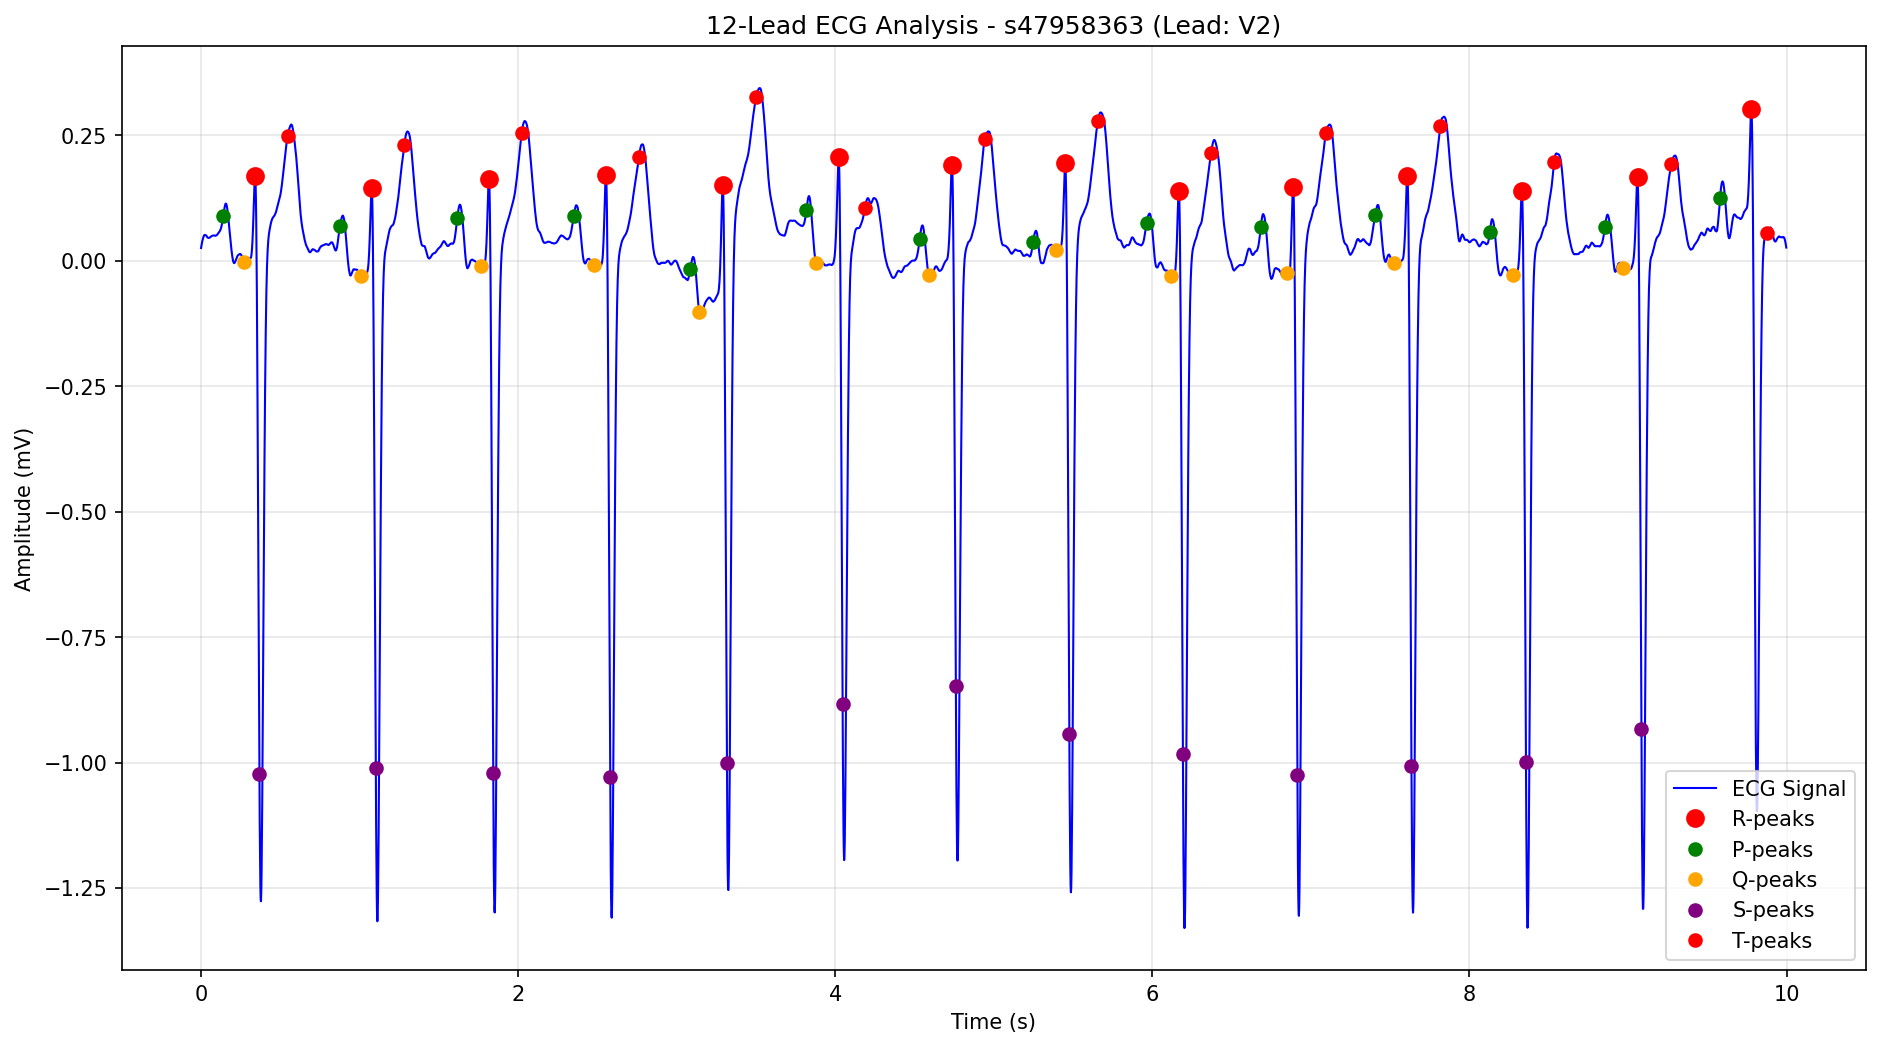 12-Lead ECG Analysis - s47958363 (Lead: V2)
Amplitude (mV)
0.25
0.00
−0.25
−0.50
−0.75
−1.00
−1.25
ECG Signal
R-peaks
P-peaks
Q-peaks
S-peaks
T-peaks
0 2 4 6 8 10
Time (s)